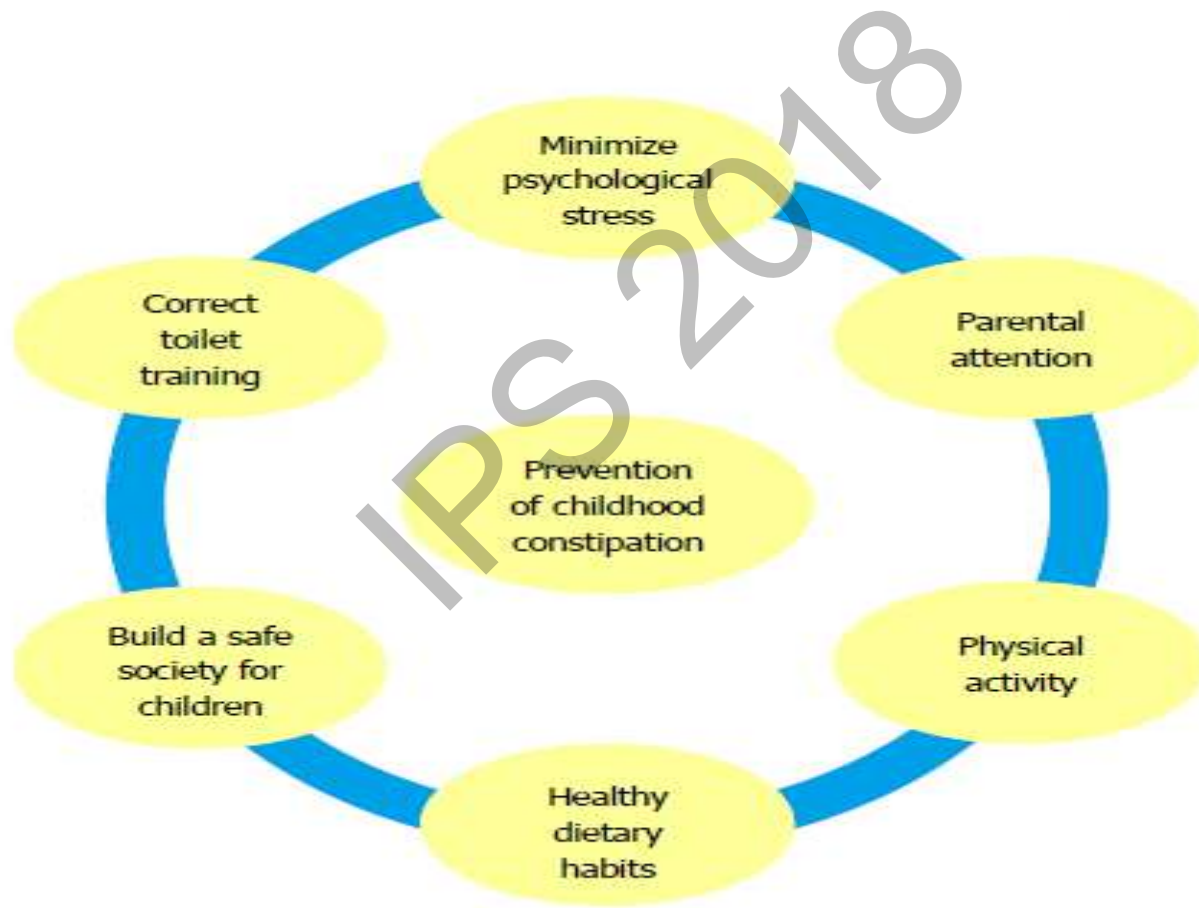 Minimize
psychological
stress
Parental
attention
Physical
activity
Healthy
dietary
habits
Build a safe
society for
children
Correct
toilet
training
Prevention
of childhood
constipation
IPS 2018